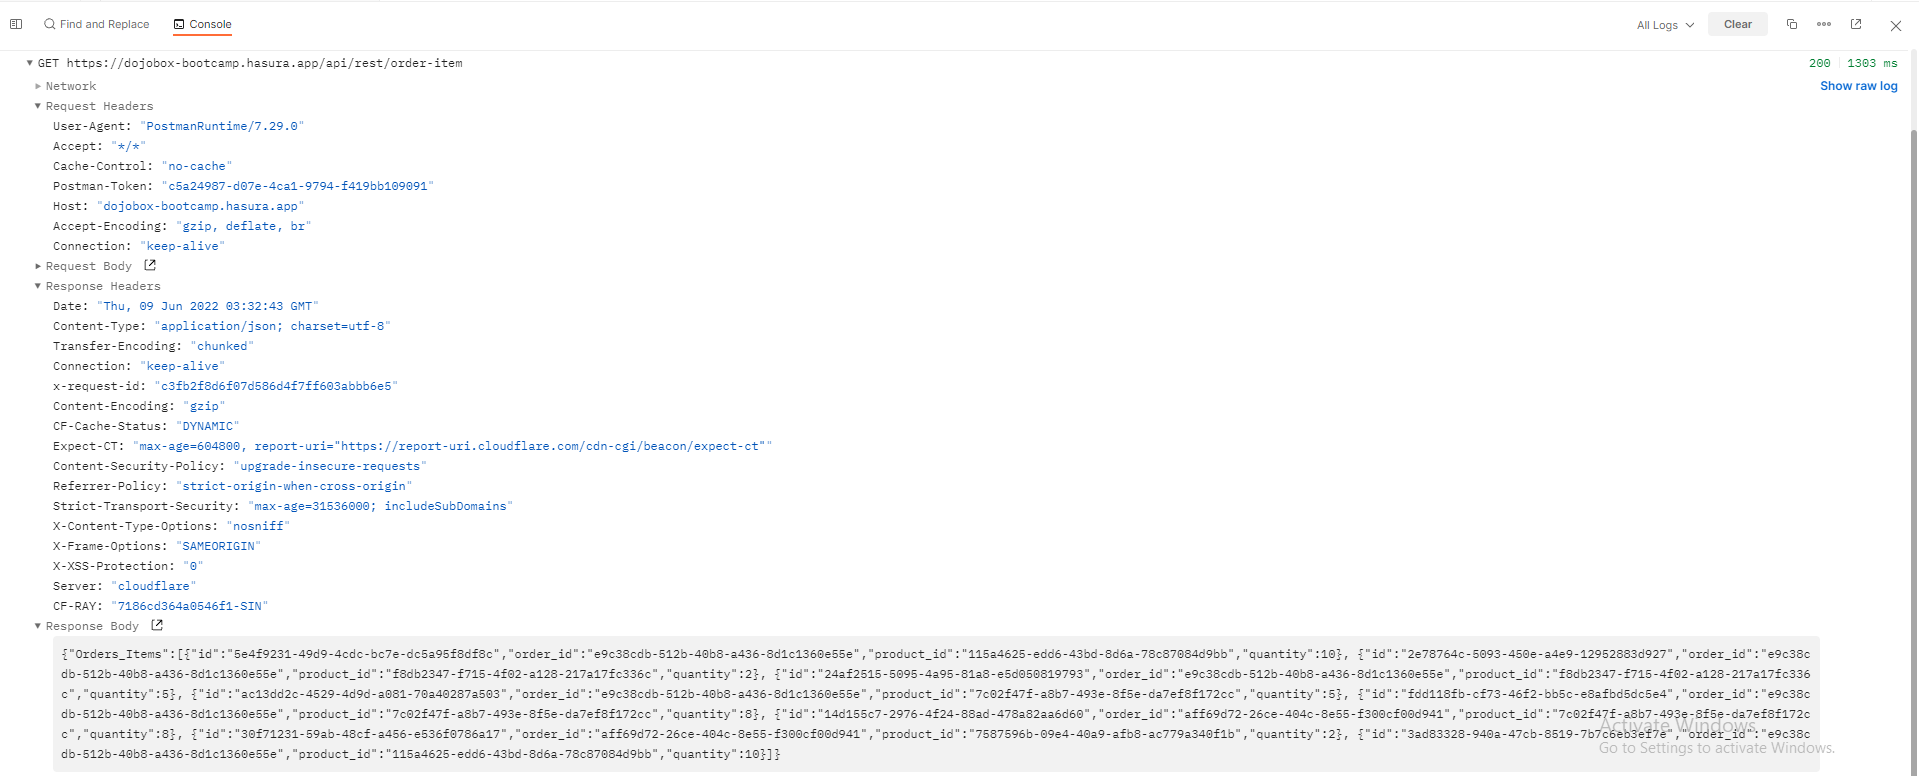 Find and Replace
Console
All Logs
Clear
GET https://dojobox-bootcamp.hasura.app/api/rest/order-item
200 | 1303 ms
Network
Show raw log
Request Headers
User-Agent: "PostmanRuntime/7.29.0"
Accept: "*/*"
Cache-Control: "no-cache"
Postman-Token: "c5a24987-d07e-4ca1-9794-f419bb109091"
Host: "dojobox-bootcamp.hasura.app"
Accept-Encoding: "gzip, deflate, br"
Connection: "keep-alive"
Request Body
Response Headers
Date: "Thu, 09 Jun 2022 03:32:43 GMT"
Content-Type: "application/json; charset=utf-8"
Transfer-Encoding: "chunked"
Connection: "keep-alive"
x-request-id: "c3fb2f8d6f07d586d4f7ff603abbb6e5"
Content-Encoding: "gzip"
CF-Cache-Status: "DYNAMIC"
Expect-CT: "max-age=604800, report-uri="https://report-uri.cloudflare.com/cdn-cgi/beacon/expect-ct""
Content-Security-Policy: "upgrade-insecure-requests"
Referrer-Policy: "strict-origin-when-cross-origin"
Strict-Transport-Security: "max-age=31536000; includeSubDomains"
X-Content-Type-Options: "nosniff"
X-Frame-Options: "SAMEORIGIN"
X-XSS-Protection: "0"
Server: "cloudflare"
CF-RAY: "7186cd364a0546f1-SIN"
Response Body
{"Orders_Items":[{"id":"5e4f9231-49d9-4cdc-bc7e-dc5a95f8df8c","order_id":"e9c38cdb-512b-40b8-a436-8d1c1360e55e","product_id":"115a4625-edd6-43bd-8d6a-78c87084d9bb","quantity":10}, {"id":"2e78764c-5093-450e-a4e9-12952883d927","order_id":"e9c38c
db-512b-40b8-a436-8d1c1360e55e","product_id":"f8db2347-f715-4f02-a128-217a17fc336c","quantity":2}, {"id":"24af2515-5095-4a95-81a8-e5d050819793","order_id":"e9c38cdb-512b-40b8-a436-8d1c1360e55e","product_id":"f8db2347-f715-4f02-a128-217a17fc336
c","quantity":5}, {"id":"ac13dd2c-4529-4d9d-a081-70a40287a503","order_id":"e9c38cdb-512b-40b8-a436-8d1c1360e55e","product_id":"7c02f47f-a8b7-493e-8f5e-da7ef8f172cc","quantity":5}, {"id":"fdd118fb-cf73-46f2-bb5c-e8afbd5dc5e4","order_id":"e9c38c
db-512b-40b8-a436-8d1c1360e55e","product_id":"7c02f47f-a8b7-493e-8f5e-da7ef8f172cc","quantity":8}, {"id":"14d155c7-2976-4f24-88ad-478a82aa6d60","order_id":"aff69d72-26ce-404c-8e55-f300cf00d941","product_id":"7c02f47f-a8b7-493e-8f5e-da7ef8f172c
c","quantity":8}, {"id":"30f71231-59ab-48cf-a456-e536f0786a17","order_id":"aff69d72-26ce-404c-8e55-f300cf00d941","product_id":"7587596b-09e4-40a9-afb8-ac779a340f1b","quantity":2}, {"id":"3ad83328-940a-47cb-8519-7b7c6eb3ef7e","order_id":"e9c38c
db-512b-40b8-a436-8d1c1360e55e","product_id":"115a4625-edd6-43bd-8d6a-78c87084d9bb","quantity":10}]}
Activate Windows
Go to Settings to activate Windows.